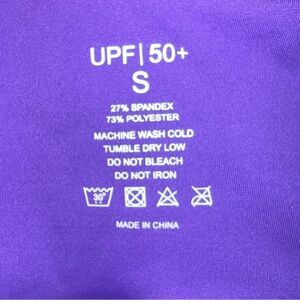 UPF|50+
S
27% SPANDEX
73% POLYESTER
MACHINE WASH COLD
TUMBLE DRY LOW
DO NOT BLEACH
DO NOT IRON
30°
MADE IN CHINA